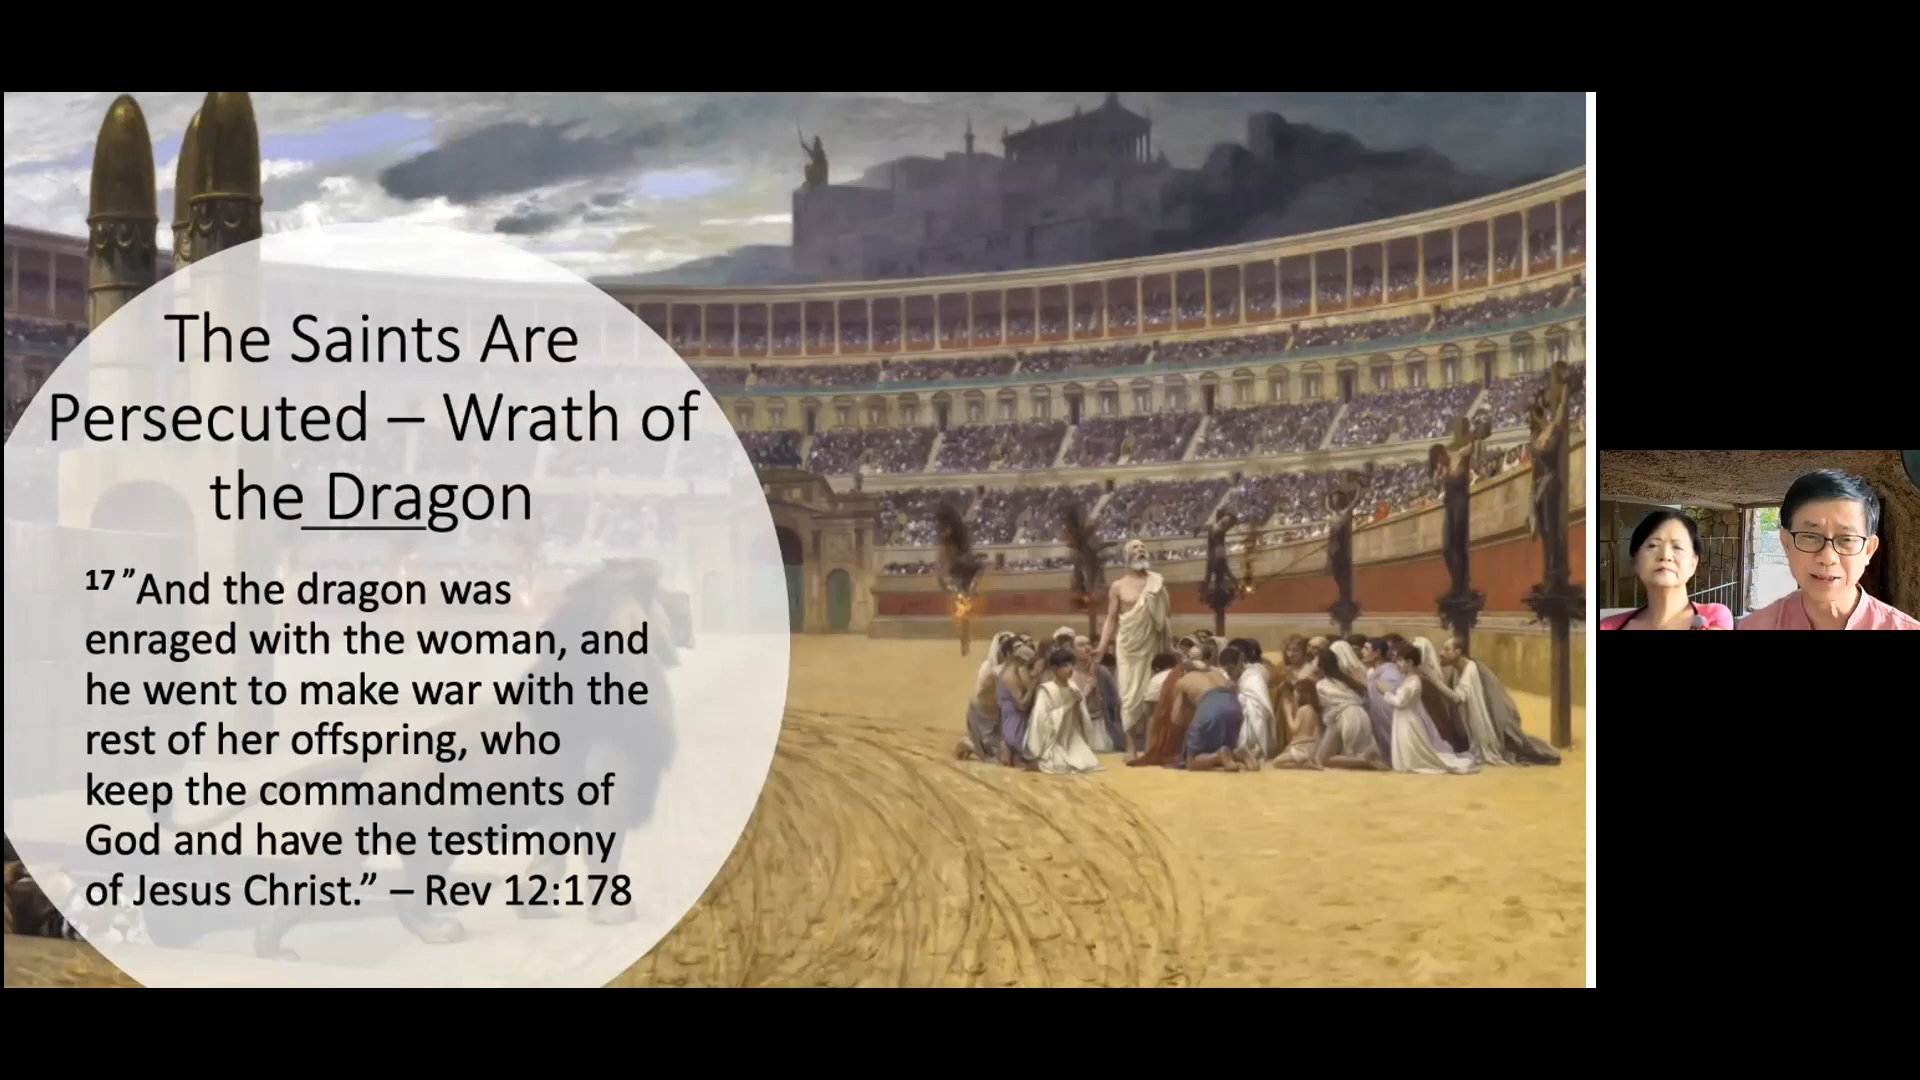 The Saints Are
Persecuted – Wrath of
the Dragon
17 ”And the dragon was
enraged with the woman, and
he went to make war with the
rest of her offspring, who
keep the commandments of
God and have the testimony
of Jesus Christ.” – Rev 12:178